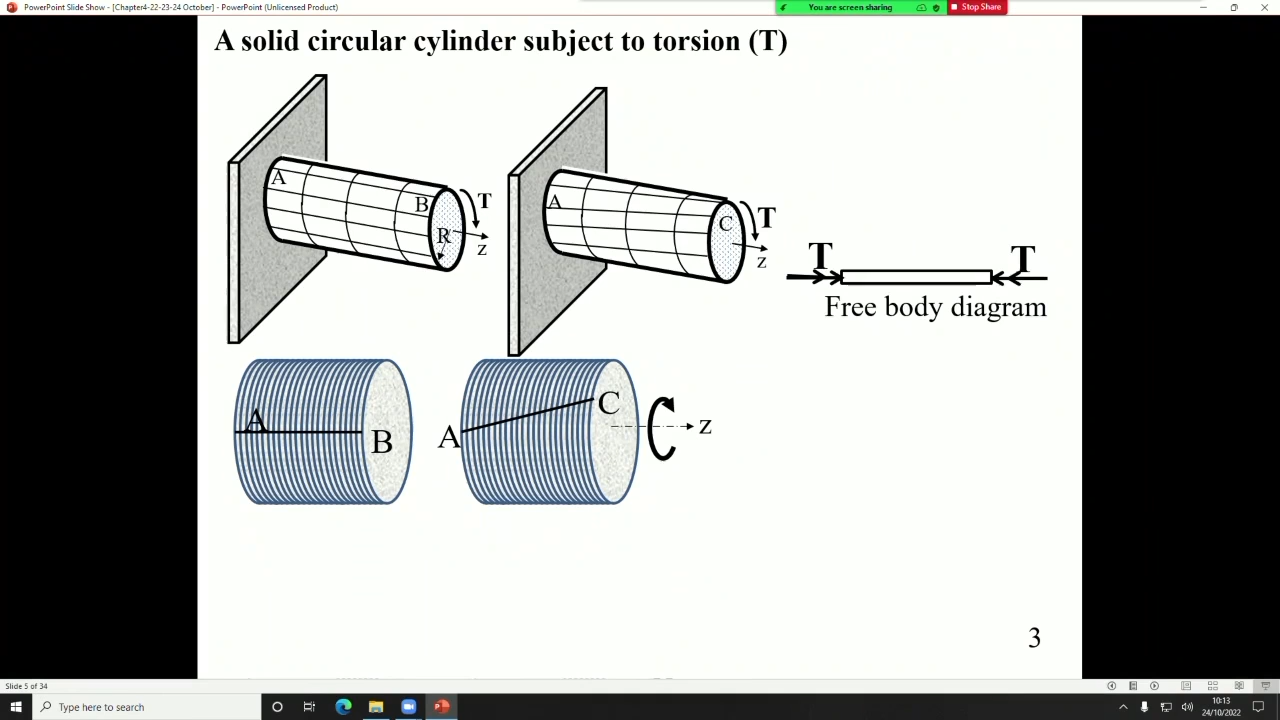 PowerPoint Slide Show - [Chapter4-22-23-24 October] - PowerPoint (Unlicensed Product)
You are screen sharing
Stop Share
A solid circular cylinder subject to torsion (T)
A
B
T
R
z
A
C
T
z
T
T
Free body diagram
A
B
A
C
z
3
Slide 5 of 34
Type here to search
10:13
24/10/2022